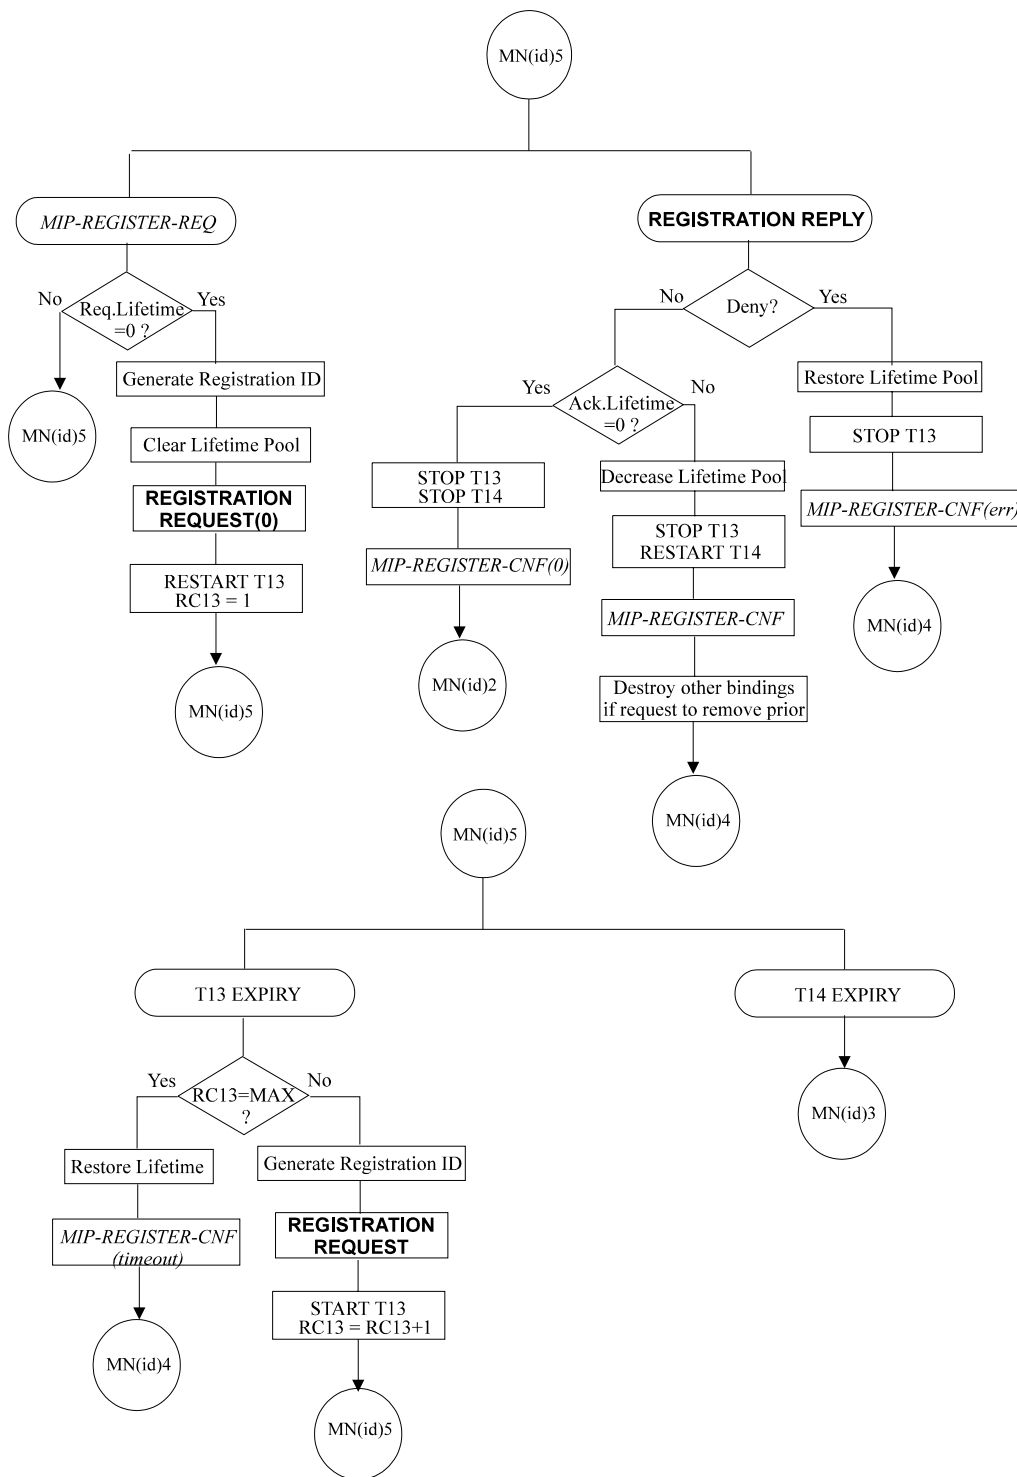 MN(id)5
MIP-REGISTER-REQ
REGISTRATION REPLY
No
Req.Lifetime
=0 ?
Yes
No
Deny?
Yes
MN(id)5
Generate Registration ID
Clear Lifetime Pool
REGISTRATION
REQUEST(0)
RESTART T13
RC13 = 1
MN(id)5
Yes
Ack.Lifetime
=0 ?
No
STOP T13
STOP T14
MIP-REGISTER-CNF(0)
MN(id)2
Decrease Lifetime Pool
STOP T13
RESTART T14
MIP-REGISTER-CNF
Destroy other bindings
if request to remove prior
MN(id)4
Restore Lifetime Pool
STOP T13
MIP-REGISTER-CNF(err)
MN(id)4
MN(id)5
T13 EXPIRY
T14 EXPIRY
Yes
RC13=MAX
?
No
MN(id)3
Restore Lifetime
MIP-REGISTER-CNF
(timeout)
MN(id)4
Generate Registration ID
REGISTRATION
REQUEST
START T13
RC13 = RC13+1
MN(id)5